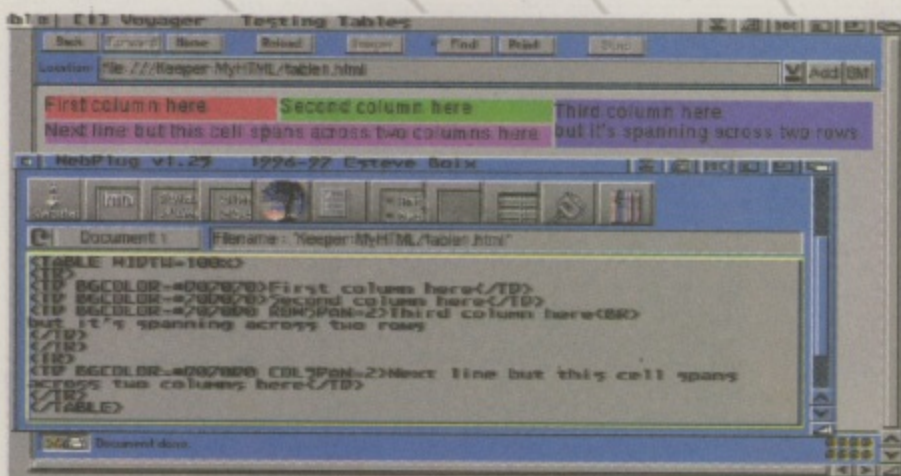 [i] Voyager Testing Tables
Back Forward Home Reload Find Print Stop
Location: file:///Keeper:MyHTML/tables.html Add BM
First column here
Second column here
Third column here
but it's spanning across two rows
Next line but this cell spans across two columns here
WebPlug v1.25 1996-97 Esteve Boix
Document: 1 Filename: "Keeper:MyHTML/tables.html"
<TABLE WIDTH=100%>
<TR>
<TD BGCOLOR=#D07070>First column here</TD>
<TD BGCOLOR=#70D020>Second column here</TD>
<TD BGCOLOR=#7070D0 ROWSPAN=2>Third column here<BR>
but it's spanning across two rows
</TD>
</TR>
<TR>
<TD BGCOLOR=#D070D0 COLSPAN=2>Next line but this cell spans
across two columns here</TD>
</TR>
</TABLE>
Document done.